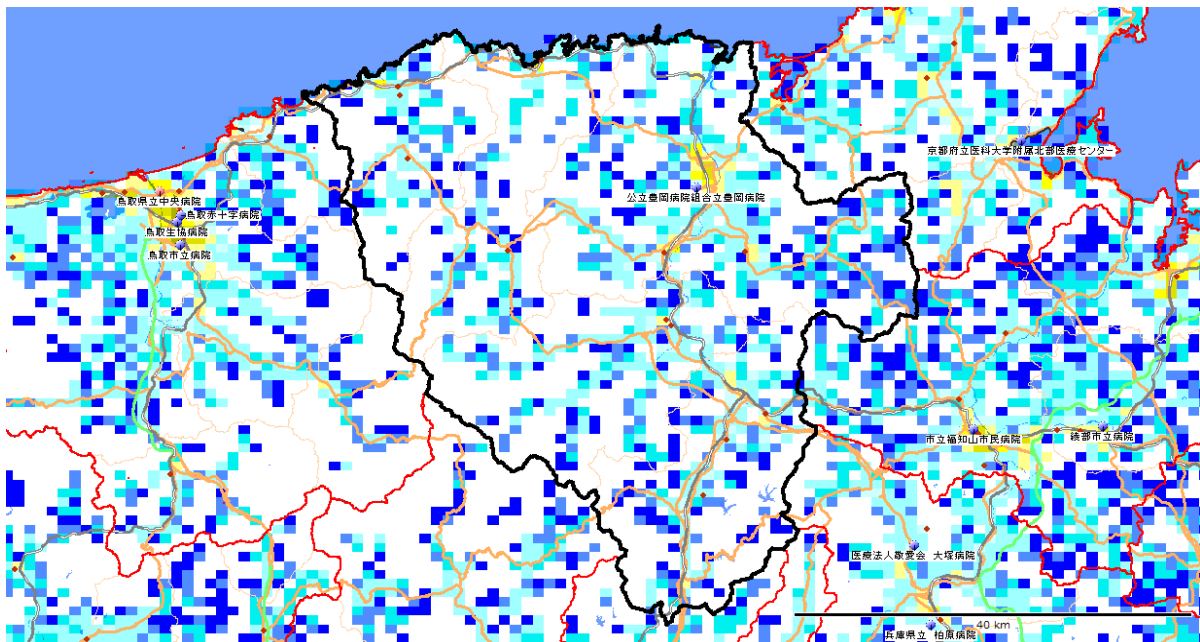 京都府立医科大学附属北部医療センター
公立豊岡病院組合立豊岡病院
鳥取県立中央病院
鳥取赤十字病院
鳥取生協病院
鳥取市立病院
市立福知山市民病院
綾部市立病院
医療法人敬愛会 大塚病院
40 km
兵庫県立 柏原病院